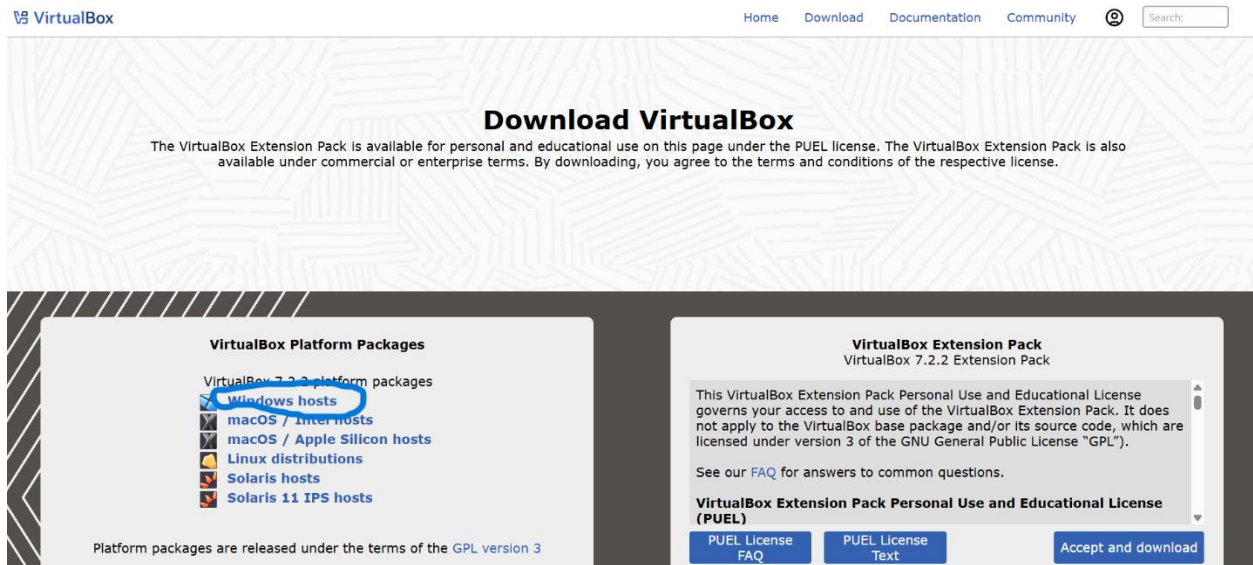 VirtualBox
Home Download Documentation Community Search:
Download VirtualBox
The VirtualBox Extension Pack is available for personal and educational use on this page under the PUEL license. The VirtualBox Extension Pack is also
available under commercial or enterprise terms. By downloading, you agree to the terms and conditions of the respective license.
VirtualBox Platform Packages
VirtualBox 7.2.2 platform packages
Windows hosts
macOS / Intel hosts
macOS / Apple Silicon hosts
Linux distributions
Solaris hosts
Solaris 11 IPS hosts
Platform packages are released under the terms of the GPL version 3
VirtualBox Extension Pack
VirtualBox 7.2.2 Extension Pack
This VirtualBox Extension Pack Personal Use and Educational License
governs your access to and use of the VirtualBox Extension Pack. It does
not apply to the VirtualBox base package and/or its source code, which are
licensed under version 3 of the GNU General Public License “GPL”).
See our FAQ for answers to common questions.
VirtualBox Extension Pack Personal Use and Educational License
(PUEL)
PUEL License
FAQ
PUEL License
Text
Accept and download